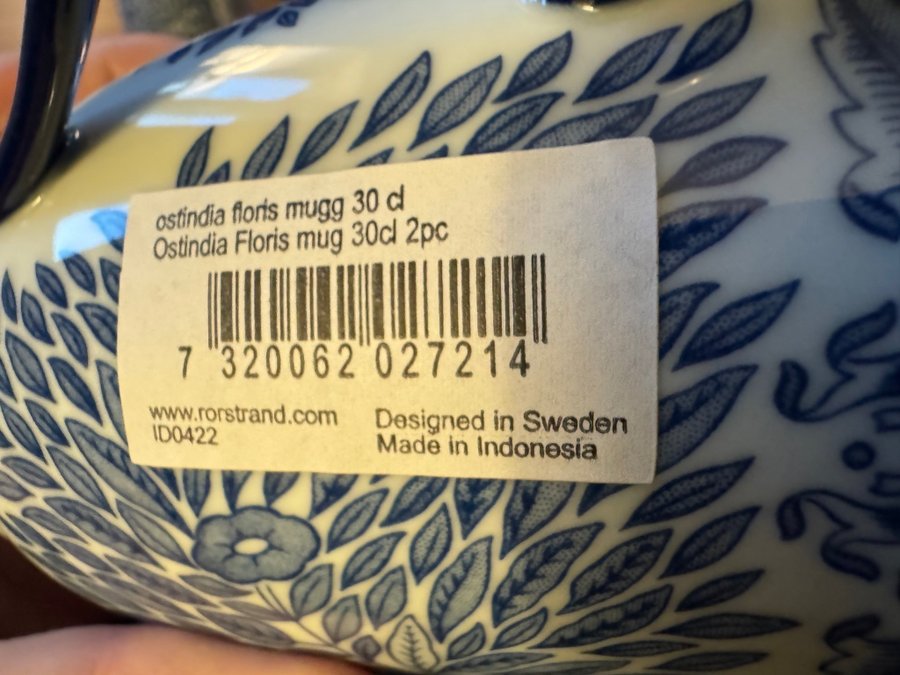 ostindia floris mugg 30 cl
Ostindia Floris mug 30cl 2pc
7 320062 027214
www.rorstrand.com
ID0422
Designed in Sweden
Made in Indonesia